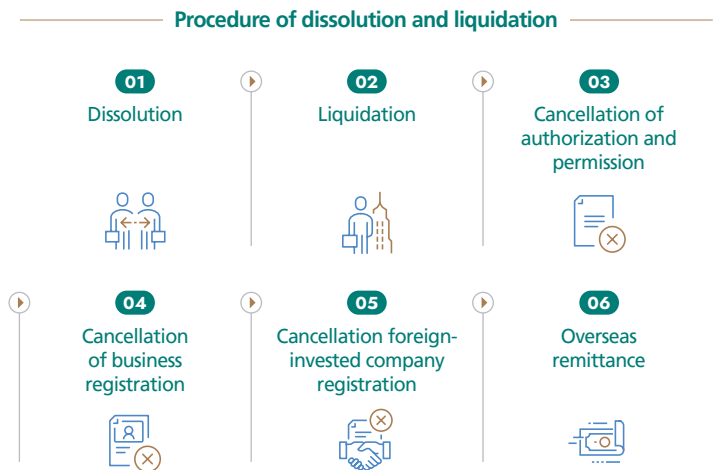 Procedure of dissolution and liquidation
01
Dissolution
02
Liquidation
03
Cancellation of
authorization and
permission
04
Cancellation
of business
registration
05
Cancellation foreign-
invested company
registration
06
Overseas
remittance